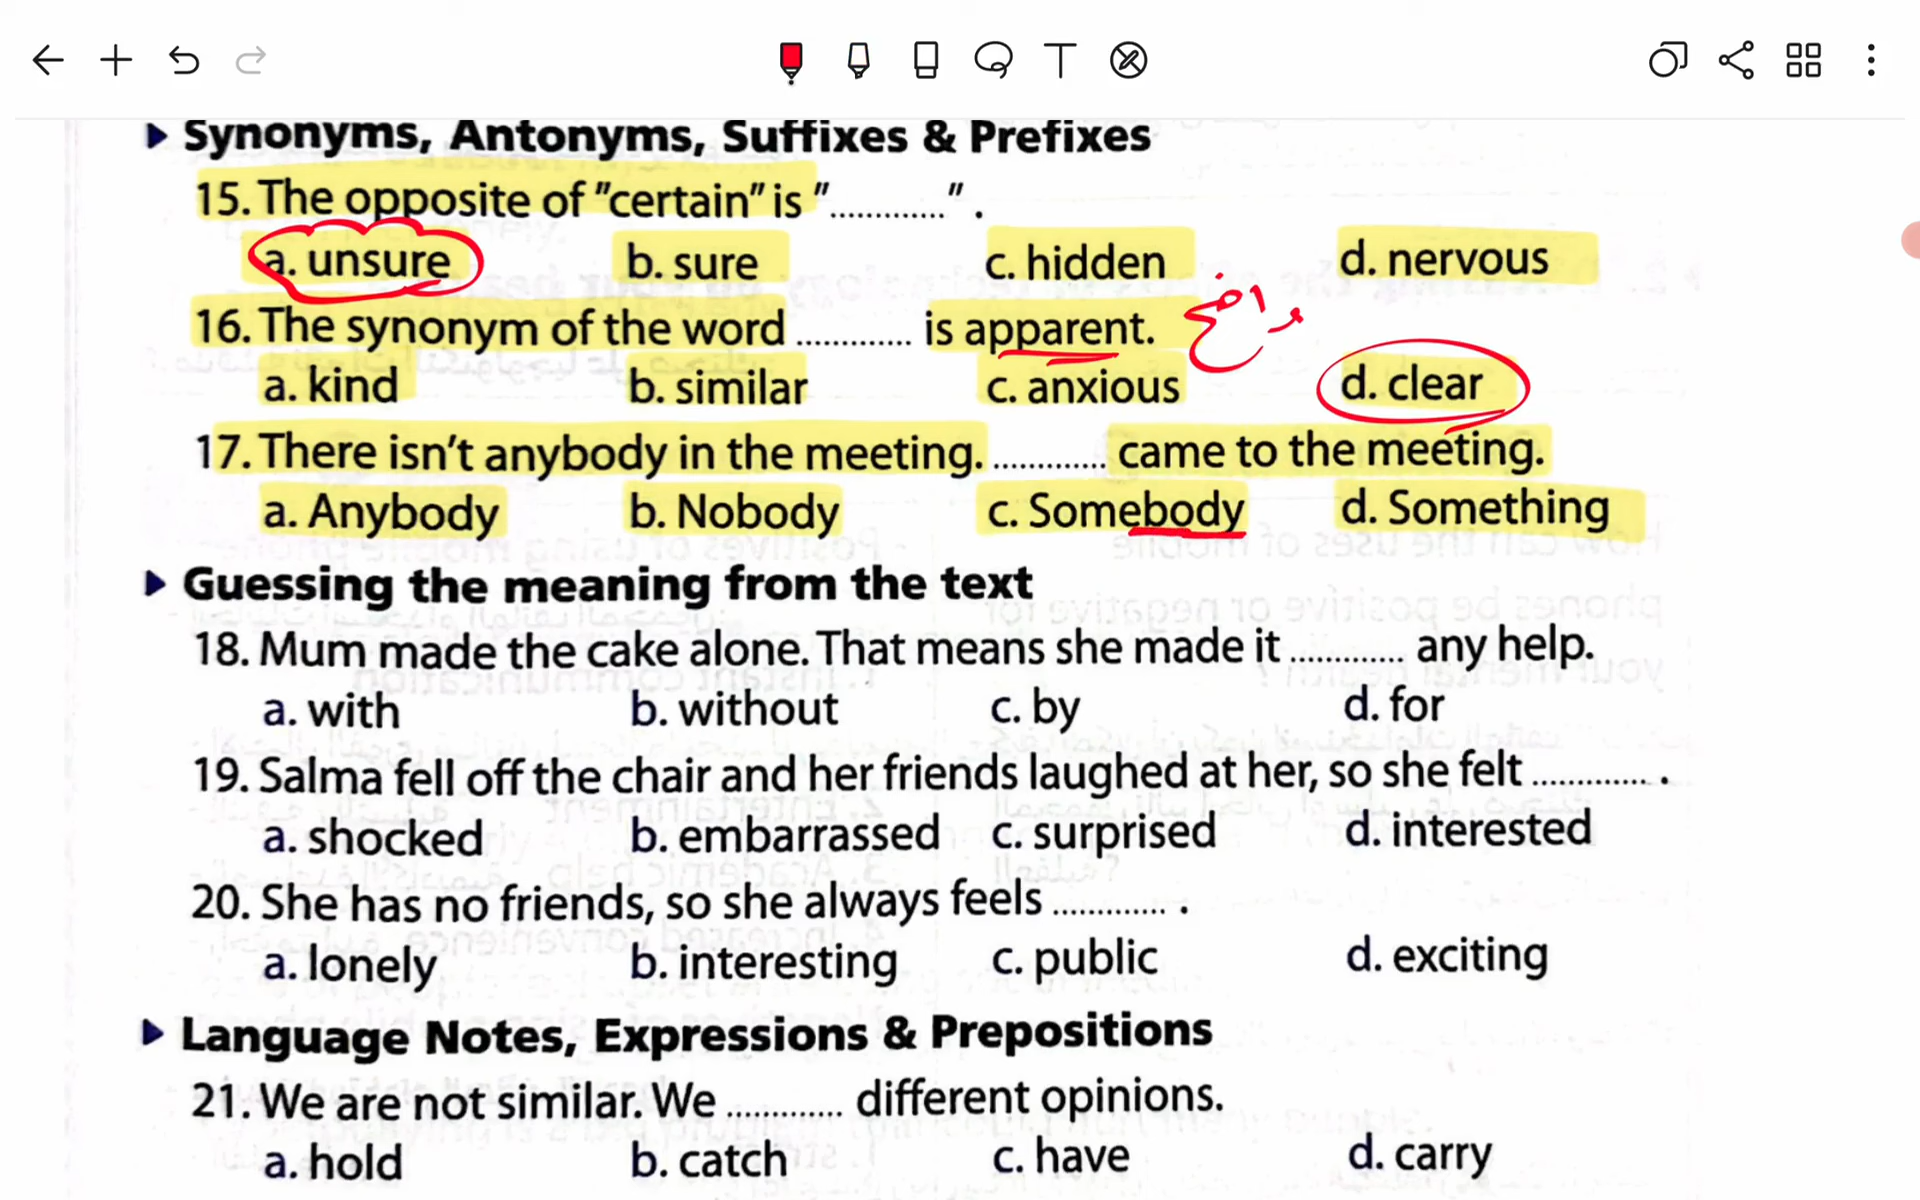 Synonyms, Antonyms, Suffixes & Prefixes
15. The opposite of "certain" is ".............".
a. unsure b. sure c. hidden d. nervous
16. The synonym of the word ............. is apparent.
a. kind b. similar c. anxious d. clear
17. There isn't anybody in the meeting. ............. came to the meeting.
a. Anybody b. Nobody c. Somebody d. Something
Guessing the meaning from the text
18. Mum made the cake alone. That means she made it ............. any help.
a. with b. without c. by d. for
19. Salma fell off the chair and her friends laughed at her, so she felt ............. .
a. shocked b. embarrassed c. surprised d. interested
20. She has no friends, so she always feels ............. .
a. lonely b. interesting c. public d. exciting
Language Notes, Expressions & Prepositions
21. We are not similar. We ............. different opinions.
a. hold b. catch c. have d. carry